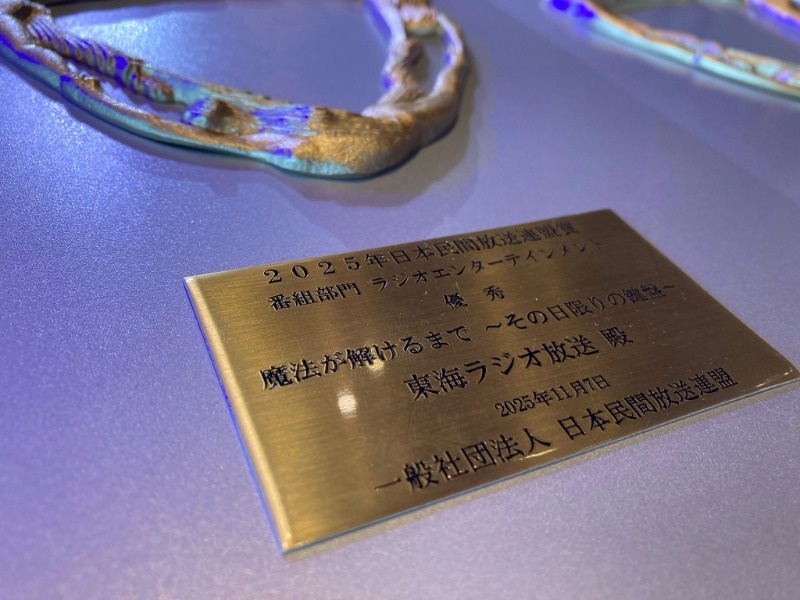 2025年日本民間放送連盟賞
番組部門 ラジオエンターテインメント
優 秀
魔法が解けるまで ~その日限りの鍵盤~
東海ラジオ放送 殿
2025年11月7日
一般社団法人 日本民間放送連盟